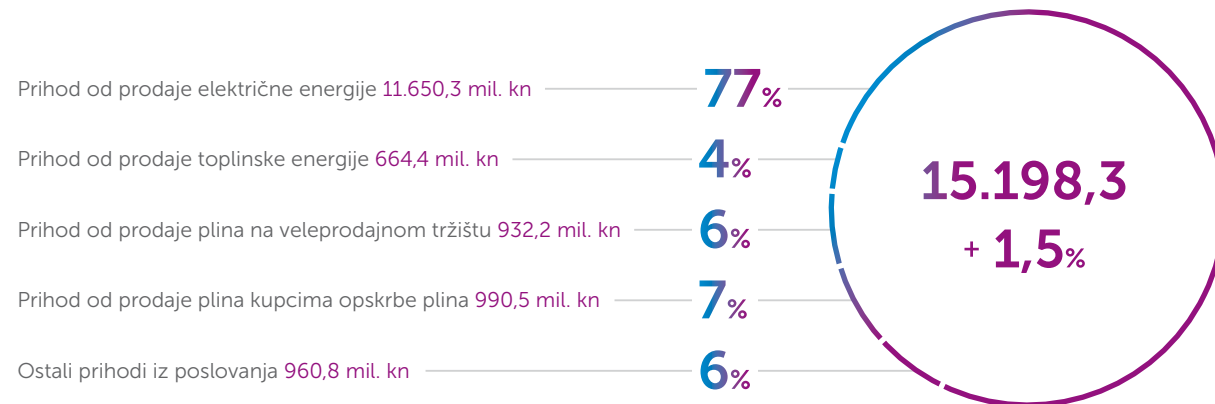 Prihod od prodaje električne energije 11.650,3 mil. kn 77%
Prihod od prodaje toplinske energije 664,4 mil. kn 4%
Prihod od prodaje plina na veleprodajnom tržištu 932,2 mil. kn 6%
Prihod od prodaje plina kupcima opskrbe plina 990,5 mil. kn 7%
Ostali prihodi iz poslovanja 960,8 mil. kn 6%
15.198,3
+ 1,5%